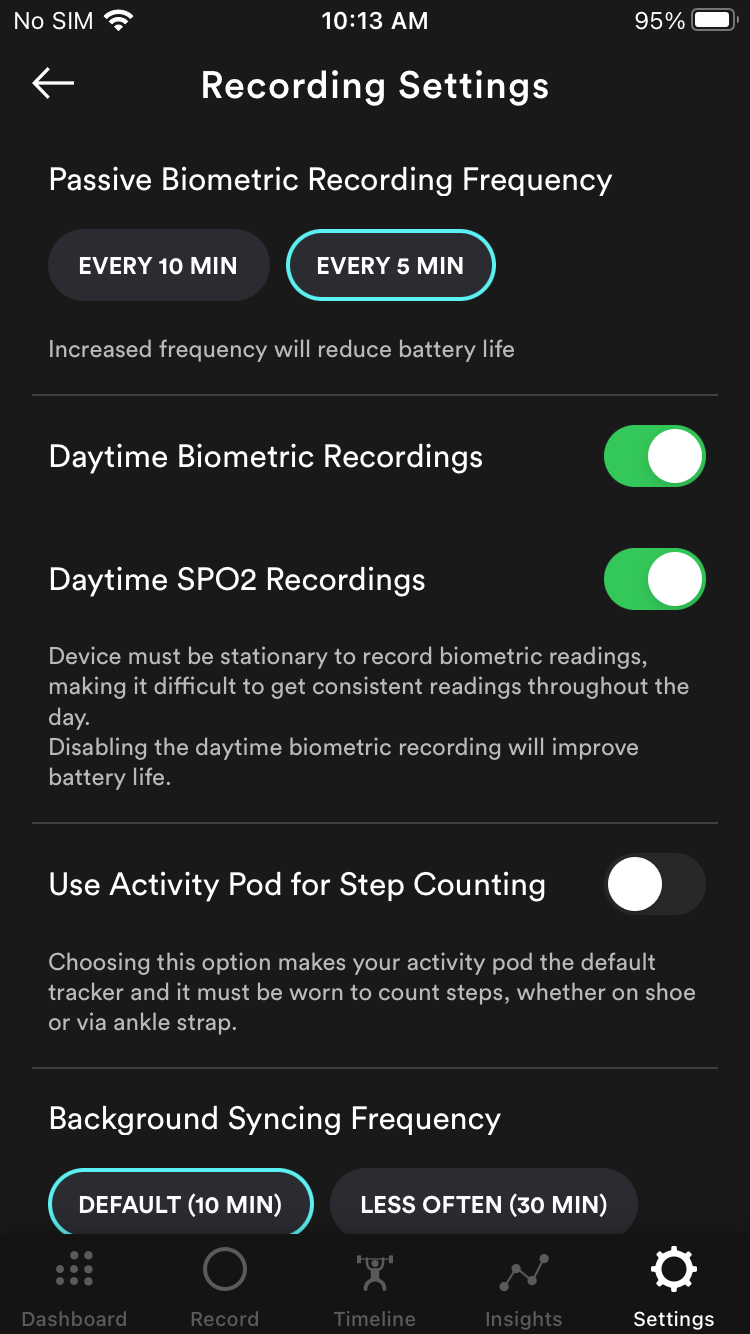 No SIM 10:13 AM 95%
Recording Settings
Passive Biometric Recording Frequency
EVERY 10 MIN EVERY 5 MIN
Increased frequency will reduce battery life
Daytime Biometric Recordings
Daytime SPO2 Recordings
Device must be stationary to record biometric readings,
making it difficult to get consistent readings throughout the
day.
Disabling the daytime biometric recording will improve
battery life.
Use Activity Pod for Step Counting
Choosing this option makes your activity pod the default
tracker and it must be worn to count steps, whether on shoe
or via ankle strap.
Background Syncing Frequency
DEFAULT (10 MIN) LESS OFTEN (30 MIN)
Dashboard Record Timeline Insights Settings